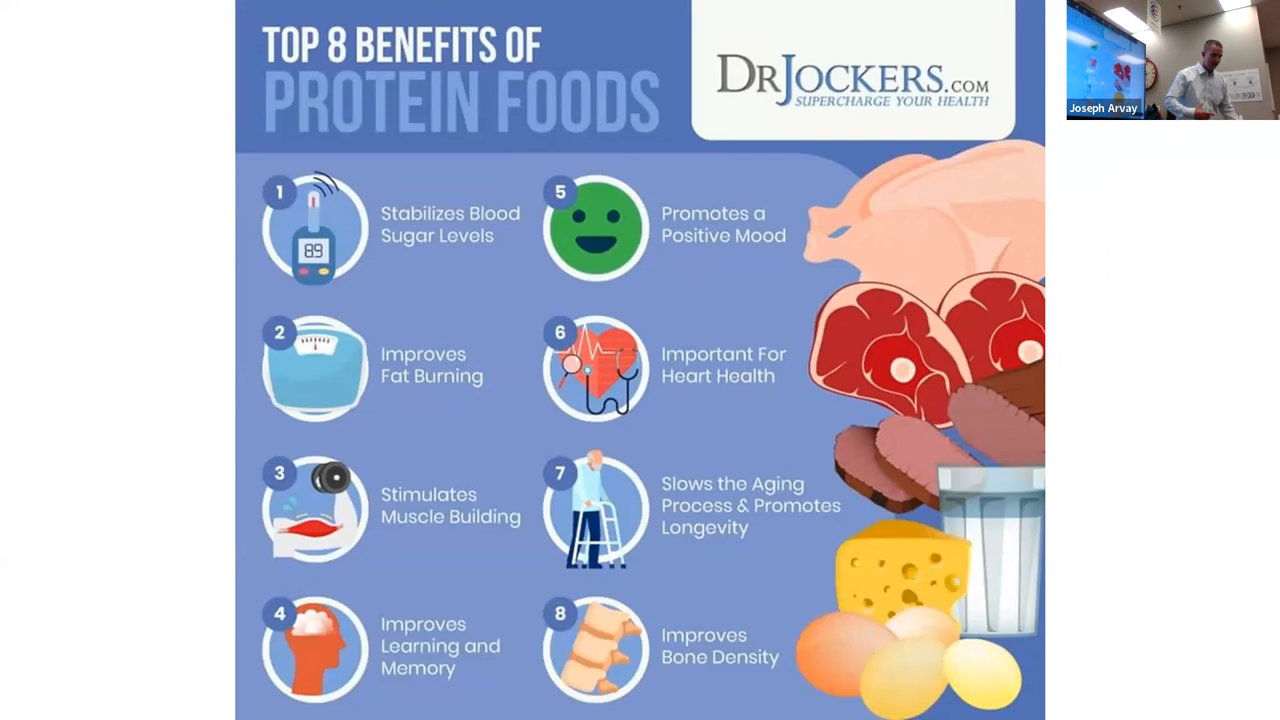 TOP 8 BENEFITS OF
PROTEIN FOODS
DRJOCKERS.COM
SUPERCHARGE YOUR HEALTH
Joseph Arvay
1
89
Stabilizes Blood
Sugar Levels
2
Improves
Fat Burning
3
Stimulates
Muscle Building
4
Improves
Learning and
Memory
5
Promotes a
Positive Mood
6
Important For
Heart Health
7
Slows the Aging
Process & Promotes
Longevity
8
Improves
Bone Density